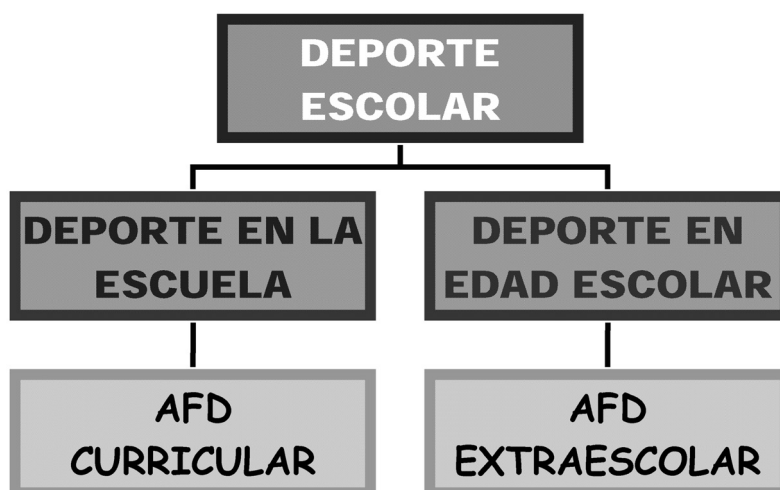 DEPORTE
ESCOLAR
DEPORTE EN LA
ESCUELA
DEPORTE EN
EDAD ESCOLAR
AFD
CURRICULAR
AFD
EXTRAESCOLAR